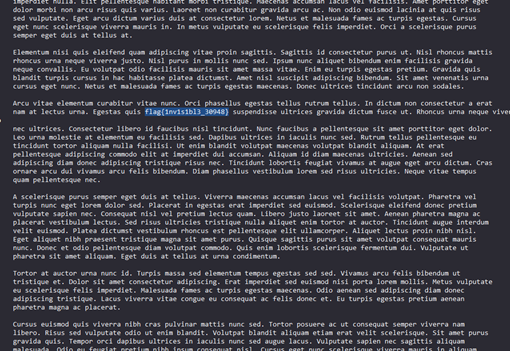 imperdiet nulla. Elit pellentesque habitant morbi tristique. Maecenas accumsan lacus vel facilisis. Amet porttitor eget
dolor morbi non arcu risus quis varius. Laoreet non curabitur gravida arcu ac. Non odio euismod lacinia at quis risus
sed vulputate. Eget arcu dictum varius duis at consectetur lorem. Netus et malesuada fames ac turpis egestas. Cursus
eget nunc scelerisque viverra mauris in. In metus vulputate eu scelerisque felis imperdiet. Orci a scelerisque purus
semper eget duis at tellus at.
Elementum nisi quis eleifend quam adipiscing vitae proin sagittis. Sagittis id consectetur purus ut. Nisl rhoncus mattis
rhoncus urna neque viverra justo. Nisl purus in mollis nunc sed. Ipsum nunc aliquet bibendum enim facilisis gravida
neque convallis. Eu volutpat odio facilisis mauris sit amet massa vitae. Enim eu turpis egestas pretium. Gravida quis
blandit turpis cursus in hac habitasse platea dictumst. Amet nisl suscipit adipiscing bibendum. Sit amet venenatis urna
cursus eget nunc. Netus et malesuada fames ac turpis egestas maecenas. Donec ultrices tincidunt arcu non sodales.
Arcu vitae elementum curabitur vitae nunc. Orci phasellus egestas tellus rutrum tellus. In dictum non consectetur a erat
nam at lectus urna. Egestas quis flag{1nvis1bl3_30948} suspendisse ultrices gravida dictum fusce ut. Rhoncus urna neque viver
nec ultrices. Consectetur libero id faucibus nisl tincidunt. Nunc faucibus a pellentesque sit amet porttitor eget dolor.
Leo urna molestie at elementum eu facilisis sed. Dapibus ultrices in iaculis nunc sed. Rutrum tellus pellentesque eu
tincidunt tortor aliquam nulla facilisi. Ut enim blandit volutpat maecenas volutpat blandit aliquam. At erat
pellentesque adipiscing commodo elit at imperdiet dui accumsan. Aliquam id diam maecenas ultricies. Aenean sed
adipiscing diam donec adipiscing tristique risus nec. Tincidunt lobortis feugiat vivamus at augue eget arcu dictum. Cras
ornare arcu dui vivamus arcu felis bibendum. Diam phasellus vestibulum lorem sed risus ultricies. Neque vitae tempus
quam pellentesque nec.
A scelerisque purus semper eget duis at tellus. Viverra maecenas accumsan lacus vel facilisis volutpat. Pharetra vel
turpis nunc eget lorem dolor sed. Placerat in egestas erat imperdiet sed euismod. Scelerisque eleifend donec pretium
vulputate sapien nec. Consequat nisl vel pretium lectus quam. Libero justo laoreet sit amet. Aenean pharetra magna ac
placerat vestibulum lectus. Sed risus ultricies tristique nulla aliquet enim tortor at auctor. Tincidunt augue interdum
velit euismod. Platea dictumst vestibulum rhoncus est pellentesque elit ullamcorper. Aliquet lectus proin nibh nisl.
Eget aliquet nibh praesent tristique magna sit amet purus. Quisque sagittis purus sit amet volutpat consequat mauris
nunc. Donec et odio pellentesque diam volutpat commodo. Quis enim lobortis scelerisque fermentum dui. Vulputate ut
pharetra sit amet aliquam. Eget duis at tellus at urna condimentum.
Tortor at auctor urna nunc id. Turpis massa sed elementum tempus egestas sed sed. Vivamus arcu felis bibendum ut
tristique et. Dolor sit amet consectetur adipiscing. Erat imperdiet sed euismod nisi porta lorem mollis. Metus vulputate
eu scelerisque felis imperdiet. Malesuada fames ac turpis egestas maecenas. Odio aenean sed adipiscing diam donec
adipiscing tristique. Lacus viverra vitae congue eu consequat ac felis donec et. Eu turpis egestas pretium aenean
pharetra magna ac placerat.
Cursus euismod quis viverra nibh cras pulvinar mattis nunc sed. Tortor posuere ac ut consequat semper viverra nam
libero. Risus sed vulputate odio ut enim blandit. Volutpat blandit aliquam etiam erat velit scelerisque. Sit amet purus
gravida quis. Tempor orci dapibus ultrices in iaculis nunc sed augue lacus. Vulputate sapien nec sagittis aliquam
malesuada. Odio eu feugiat pretium nibh ipsum consequat nisl.